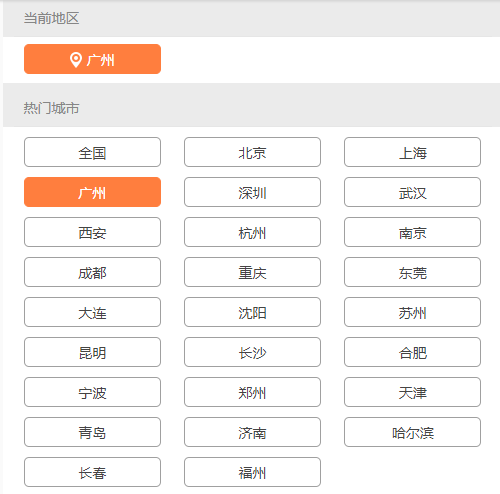 当前地区
广州
热门城市
全国 北京 上海
广州 深圳 武汉
西安 杭州 南京
成都 重庆 东莞
大连 沈阳 苏州
昆明 长沙 合肥
宁波 郑州 天津
青岛 济南 哈尔滨
长春 福州